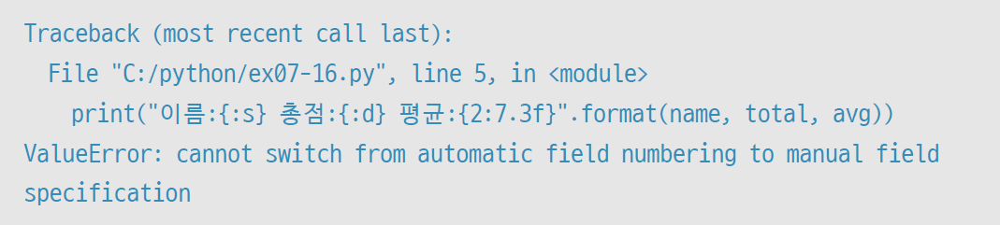 Traceback (most recent call last):
File "C:/python/ex07-16.py", line 5, in <module>
print("이름:{:s} 총점:{:d} 평균:{2:7.3f}".format(name, total, avg))
ValueError: cannot switch from automatic field numbering to manual field
specification